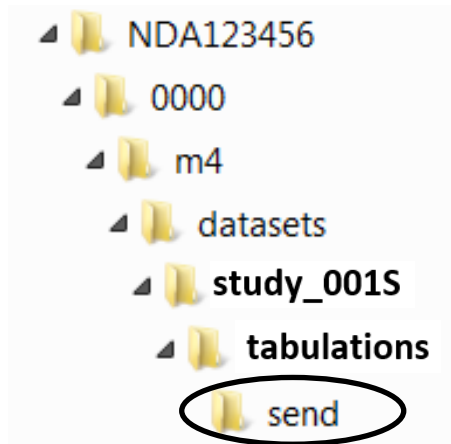 NDA123456
0000
m4
datasets
study_001S
tabulations
send